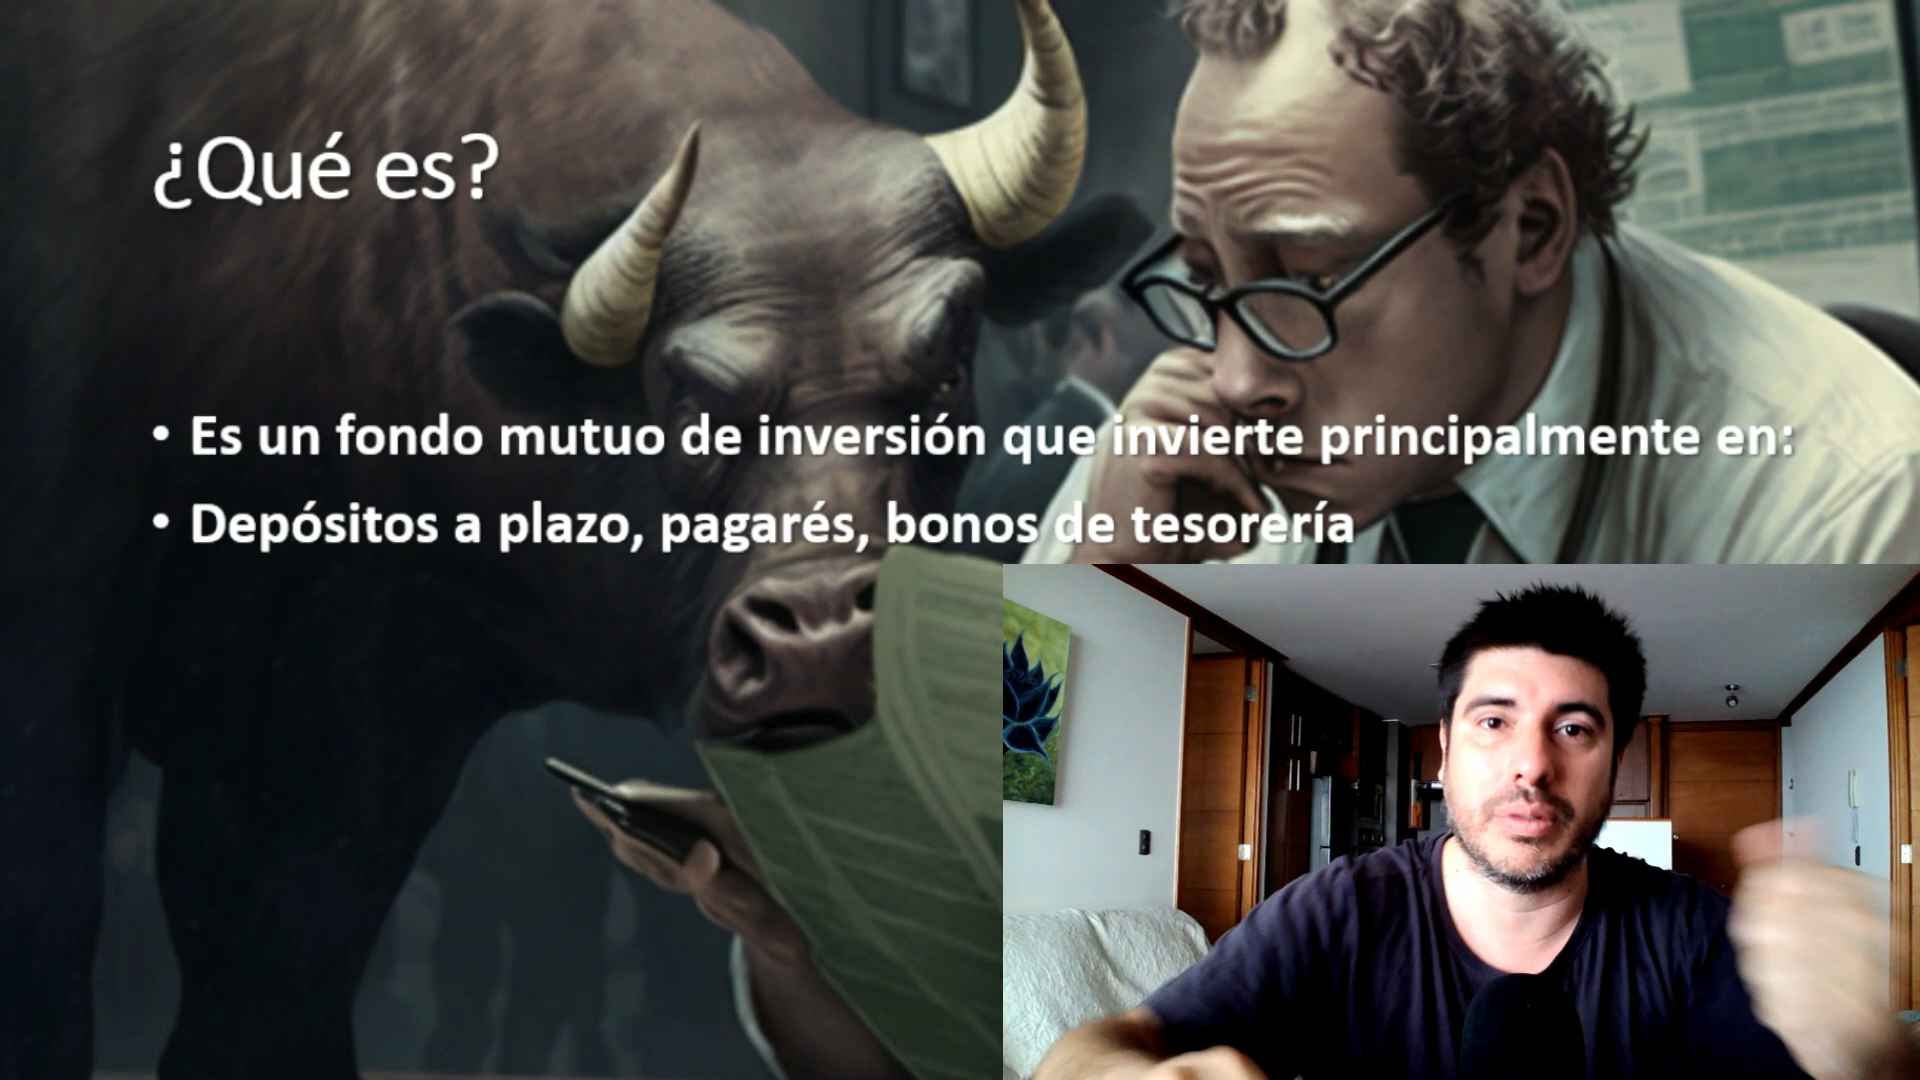 ¿Qué es?
• Es un fondo mutuo de inversión que invierte principalmente en:
• Depósitos a plazo, pagarés, bonos de tesorería